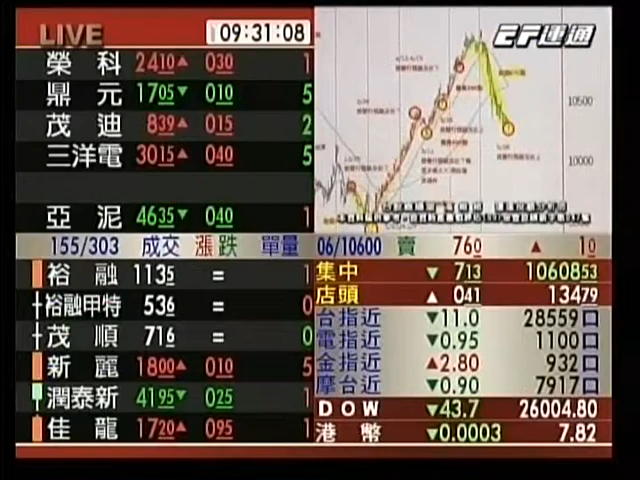 LIVE
09:31:08
榮科 2410▲ 030 1
鼎元 1705▼ 010 5
茂迪 839▲ 015 2
三洋電 3015▲ 040 5
亞泥 4635▼ 040 1
10500
10000
155/303 成交 漲跌 單量
06/10600 賣 760 ▲ 10
裕融 1135 = 1
裕融甲特 536 = 0
茂順 716 = 0
新麗 1800▲ 010 5
潤泰新 4195▼ 025 1
佳龍 1720▲ 095 1
集中 ▼ 713 1060853
店頭 ▲ 041 13479
台指近 ▼11.0 28559口
電指近 ▼0.95 1100口
金指近 ▲2.80 932口
摩台近 ▼0.90 7917口
DOW ▼43.7 26004.80
港幣 ▼0.0003 7.82